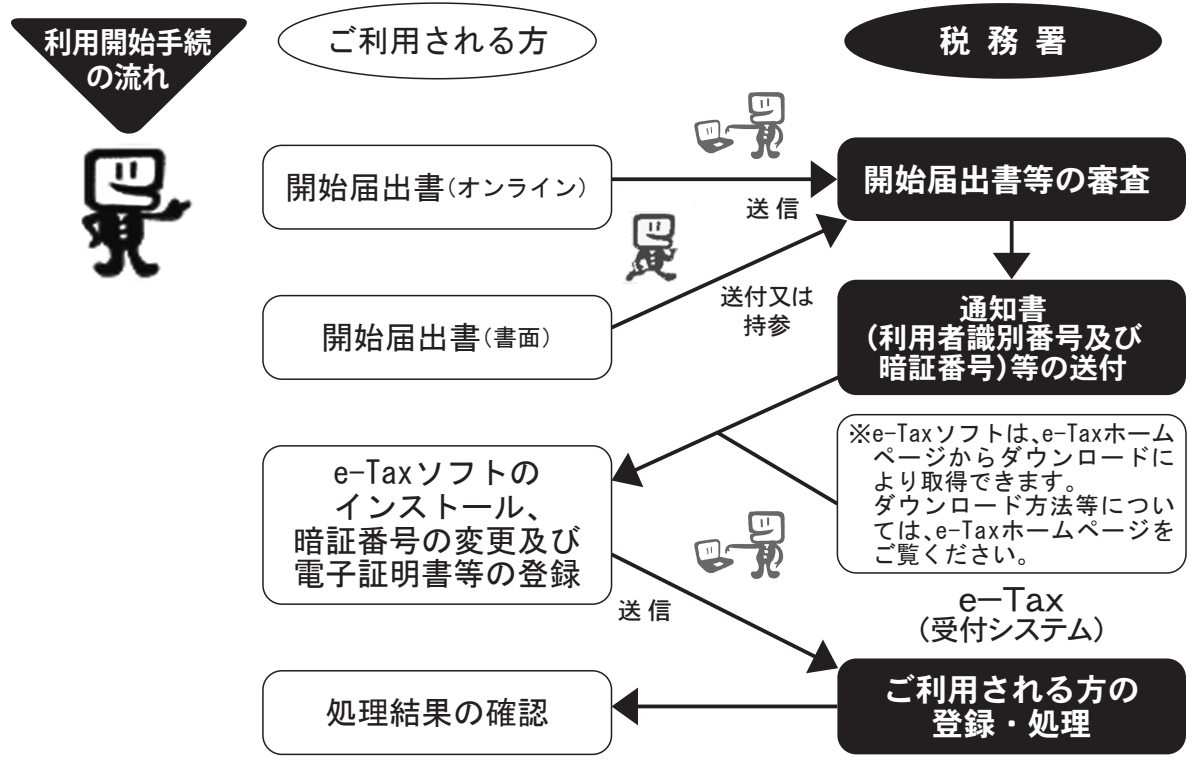 利用開始手続
の流れ
ご利用される方
税務署
開始届出書(オンライン)
送信
開始届出書等の審査
開始届出書(書面)
送付又は
持参
通知書
(利用者識別番号及び
暗証番号)等の送付
※e-Taxソフトは、e-Taxホーム
ページからダウンロードに
より取得できます。
ダウンロード方法等につい
ては、e-Taxホームページを
ご覧ください。
e-Taxソフトの
インストール、
暗証番号の変更及び
電子証明書等の登録
送信
e-Tax
(受付システム)
ご利用される方の
登録・処理
処理結果の確認